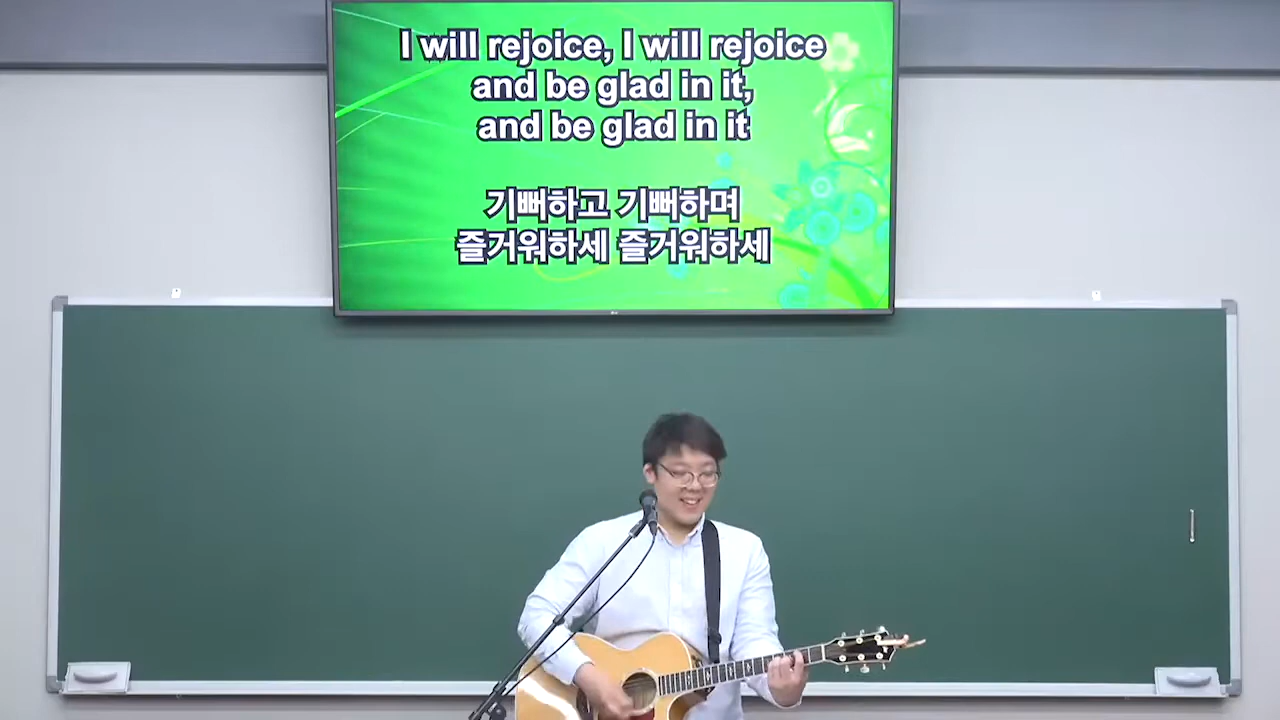 I will rejoice, I will rejoice
and be glad in it,
and be glad in it
기뻐하고 기뻐하며
즐거워하세 즐거워하세